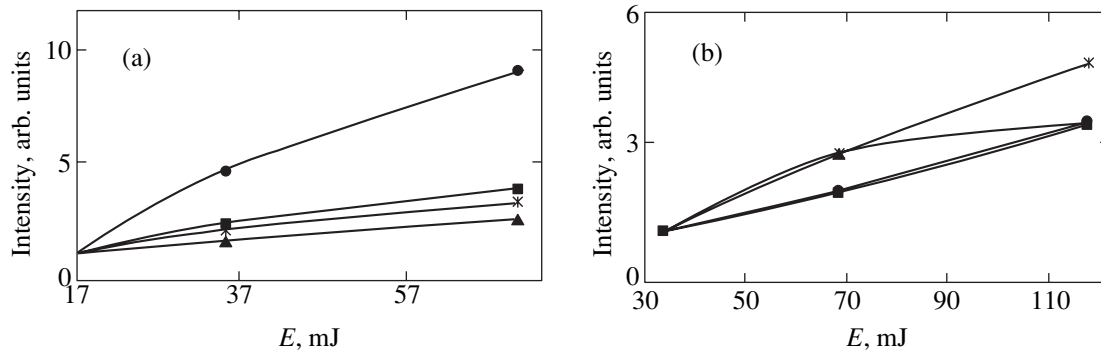 Intensity, arb. units
10
5
0
(a)
17
37
57
E, mJ
Intensity, arb. units
6
3
0
(b)
30
50
70
90
110
E, mJ